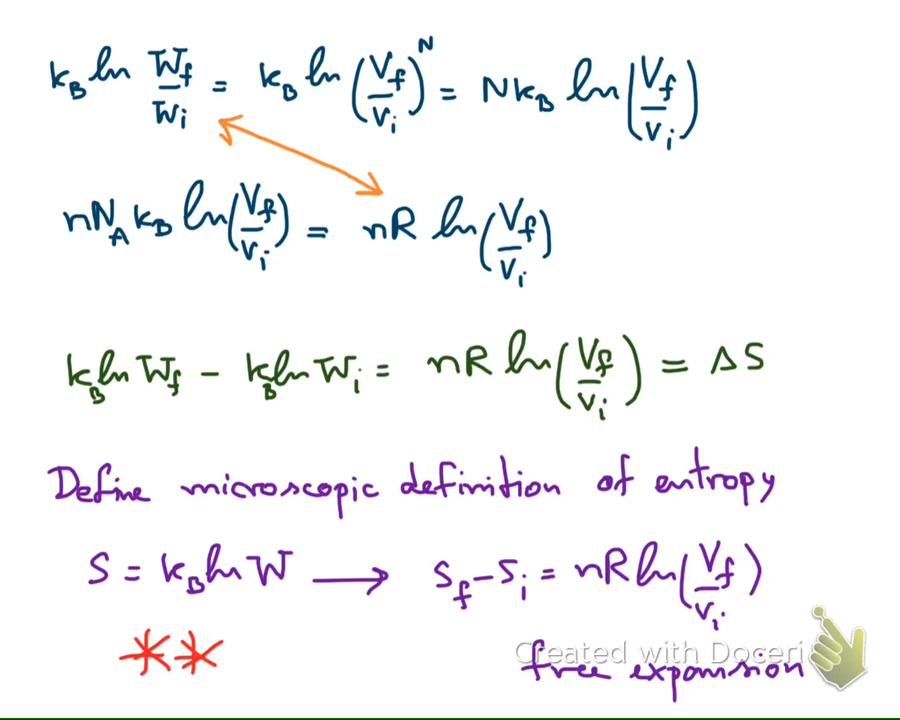 k_B ln W_f/W_i = k_B ln (V_f/V_i)^N = N k_B ln (V_f/V_i)
nN_A k_B ln (V_f/V_i) = nR ln (V_f/V_i)
k_B ln W_f - k_B ln W_i = nR ln (V_f/V_i) = ΔS
Define microscopic definition of entropy
S = k_B ln W → S_f - S_i = nR ln (V_f/V_i)
**
Created with Doceri
free expansion